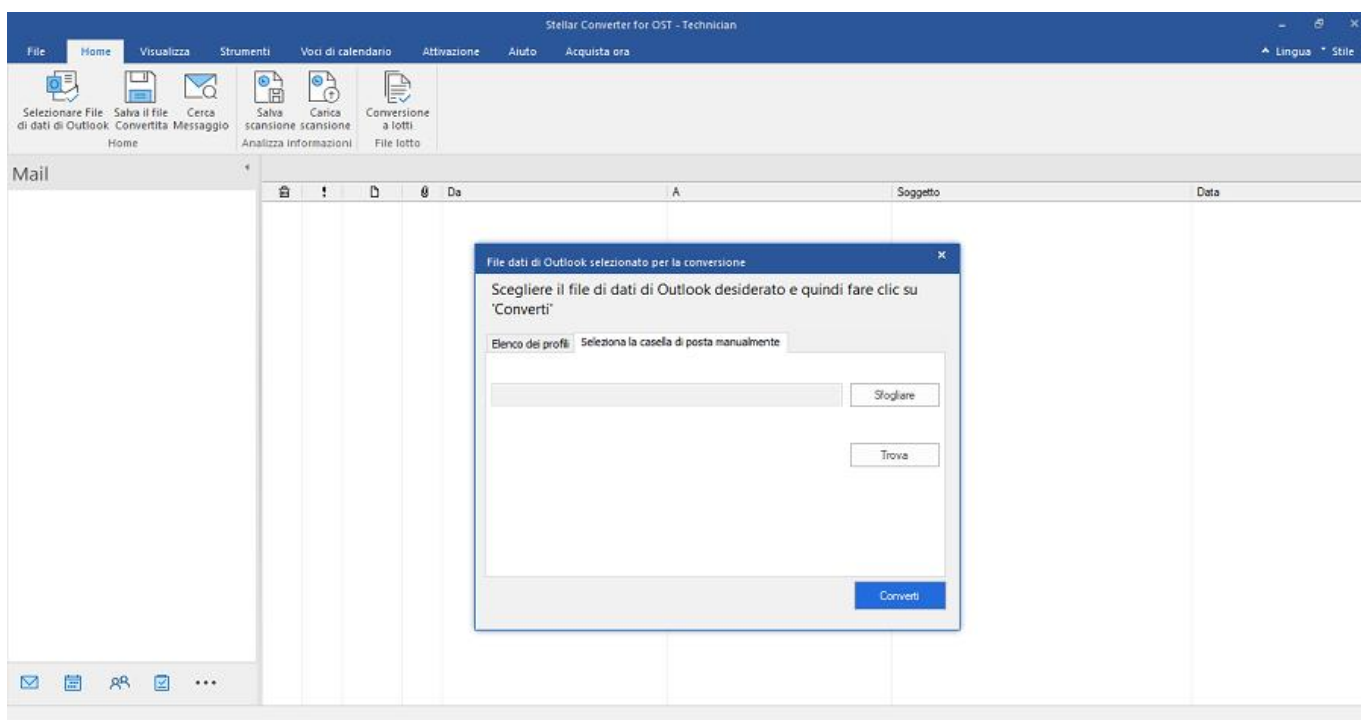 Stellar Converter for OST - Technician
File Home Visualizza Strumenti Voci di calendario Attivazione Aiuto Acquista ora Lingua Stile
Selezionare File Salva il file Cerca Salva Carica Conversione
di dati di Outlook Convertita Messaggio scansione scansione a lotti
Home Analizza informazioni File lotto
Mail
Da A Soggetto Data
File dati di Outlook selezionato per la conversione
Scegliere il file di dati di Outlook desiderato e quindi fare clic su
'Converti'
Elenco dei profili Seleziona la casella di posta manualmente
Sfogliare
Trova
Converti